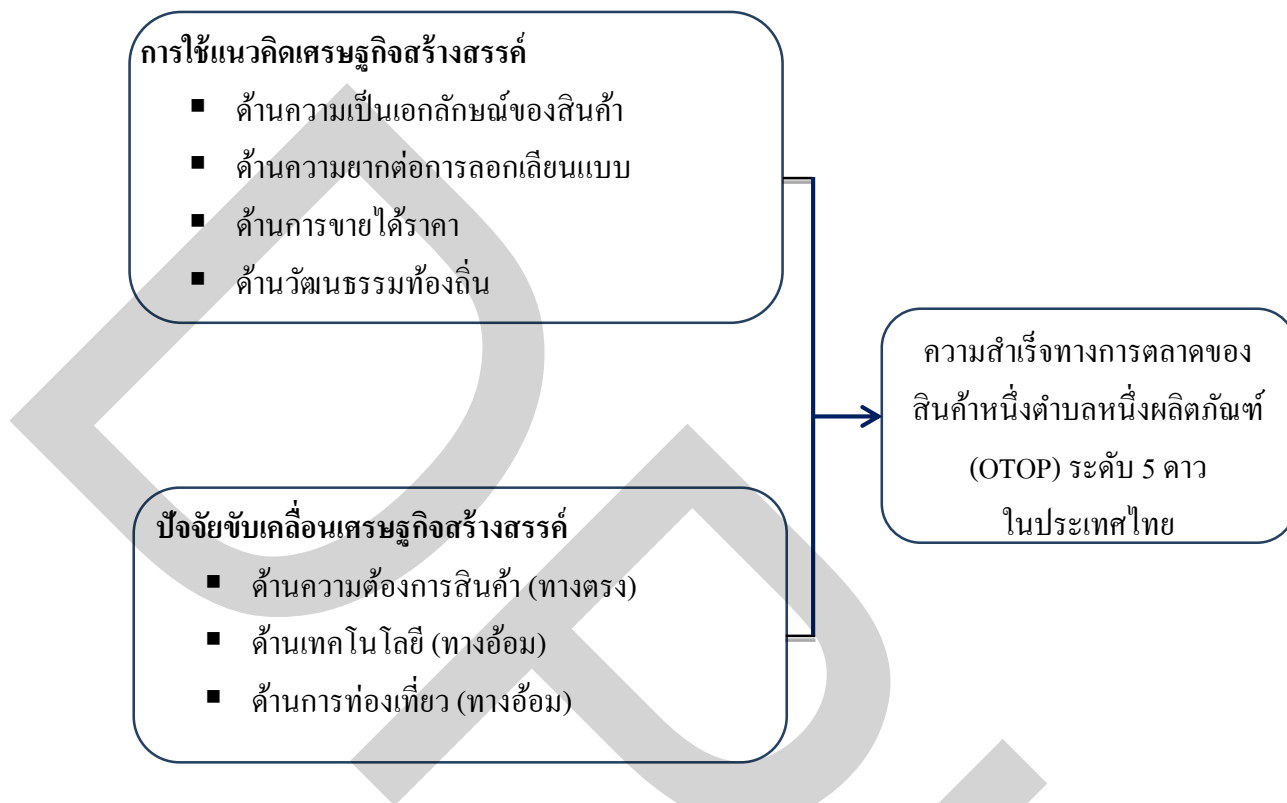 การใช้แนวคิดเศรษฐกิจสร้างสรรค์
▪ ด้านความเป็นเอกลักษณ์ของสินค้า
▪ ด้านความยากต่อการลอกเลียนแบบ
▪ ด้านการขายได้ราคา
▪ ด้านวัฒนธรรมท้องถิ่น
ความสำเร็จทางการตลาดของ
สินค้าหนึ่งตำบลหนึ่งผลิตภัณฑ์
(OTOP) ระดับ 5 ดาว
ในประเทศไทย
ปัจจัยขับเคลื่อนเศรษฐกิจสร้างสรรค์
▪ ด้านความต้องการสินค้า (ทางตรง)
▪ ด้านเทคโนโลยี (ทางอ้อม)
▪ ด้านการท่องเที่ยว (ทางอ้อม)